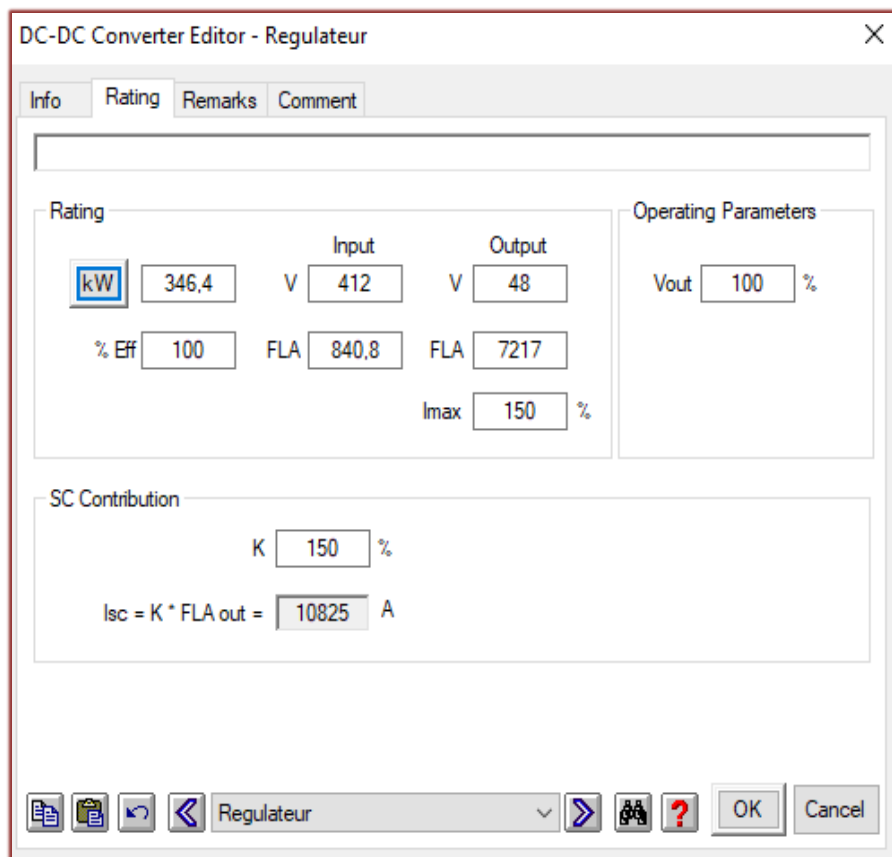 DC-DC Converter Editor - Regulateur
Info Rating Remarks Comment
Rating
Operating Parameters
Input Output
kW 346,4 V 412 V 48
Vout 100 %
% Eff 100 FLA 840,8 FLA 7217
Imax 150 %
SC Contribution
K 150 %
Isc = K * FLA out = 10825 A
Regulateur ? OK Cancel